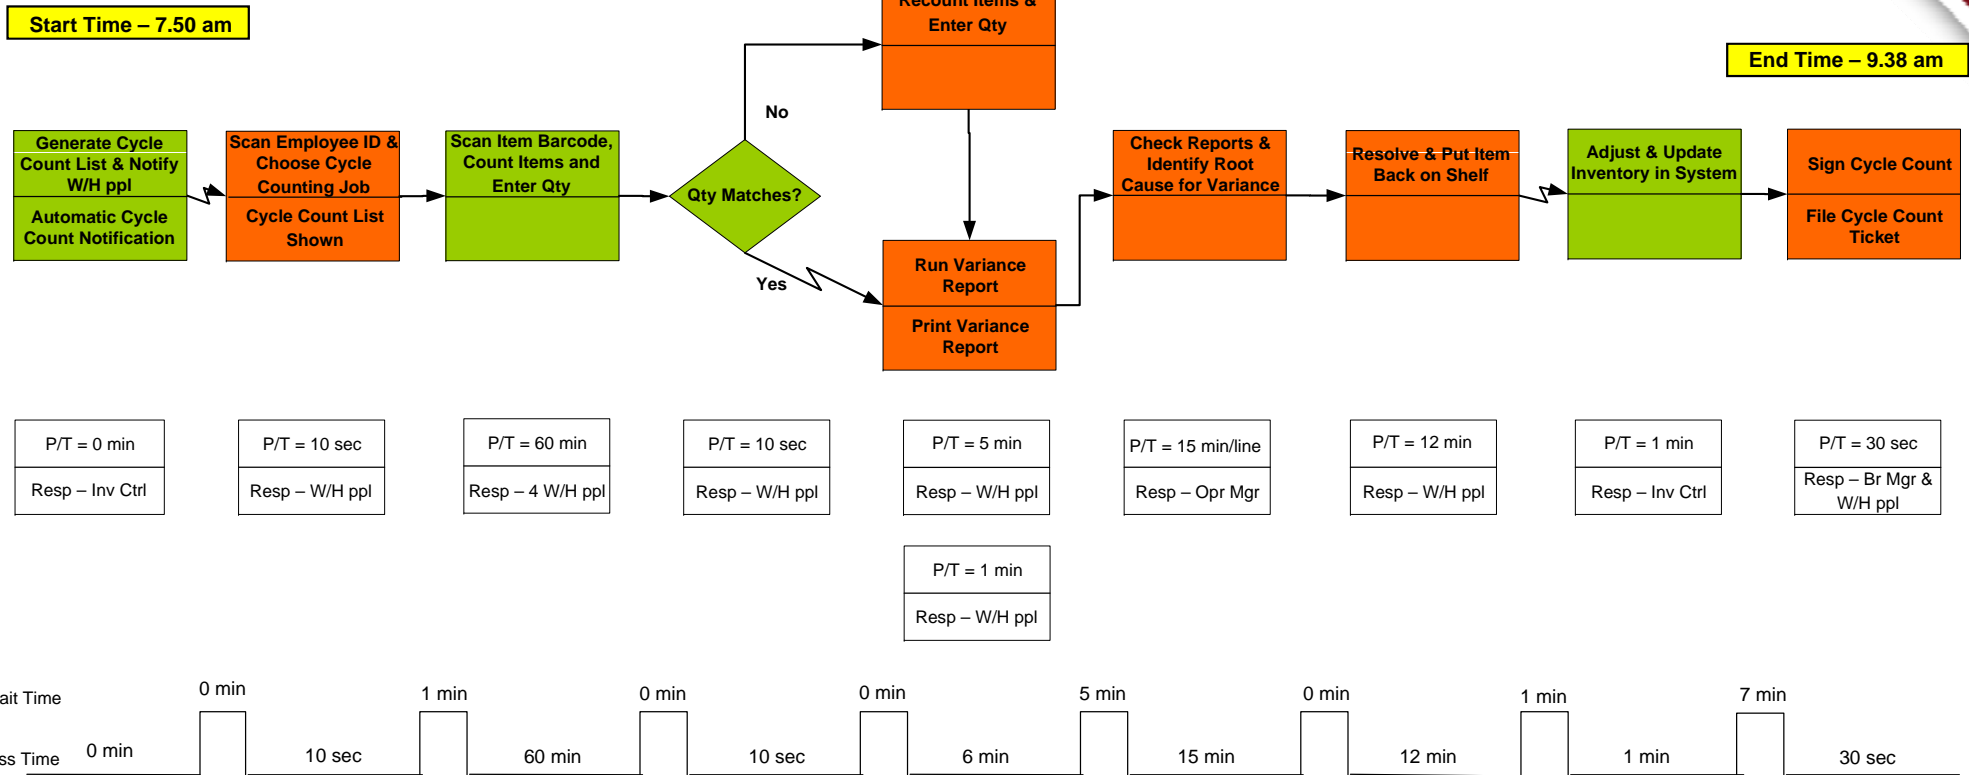 Start Time – 7.50 am
Recount Items &
Enter Qty
End Time – 9.38 am
No
Generate Cycle
Count List & Notify
W/H ppl
Automatic Cycle
Count Notification
Scan Employee ID &
Choose Cycle
Counting Job
Cycle Count List
Shown
Scan Item Barcode,
Count Items and
Enter Qty
Qty Matches?
Yes
Run Variance
Report
Print Variance
Report
Check Reports &
Identify Root
Cause for Variance
Resolve & Put Item
Back on Shelf
Adjust & Update
Inventory in System
Sign Cycle Count
File Cycle Count
Ticket
P/T = 0 min
Resp – Inv Ctrl
P/T = 10 sec
Resp – W/H ppl
P/T = 60 min
Resp – 4 W/H ppl
P/T = 10 sec
Resp – W/H ppl
P/T = 5 min
Resp – W/H ppl
P/T = 15 min/line
Resp – Opr Mgr
P/T = 12 min
Resp – W/H ppl
P/T = 1 min
Resp – Inv Ctrl
P/T = 30 sec
Resp – Br Mgr &
W/H ppl
P/T = 1 min
Resp – W/H ppl
ait Time
0 min
1 min
0 min
0 min
5 min
0 min
1 min
7 min
ss Time
0 min
10 sec
60 min
10 sec
6 min
15 min
12 min
1 min
30 sec